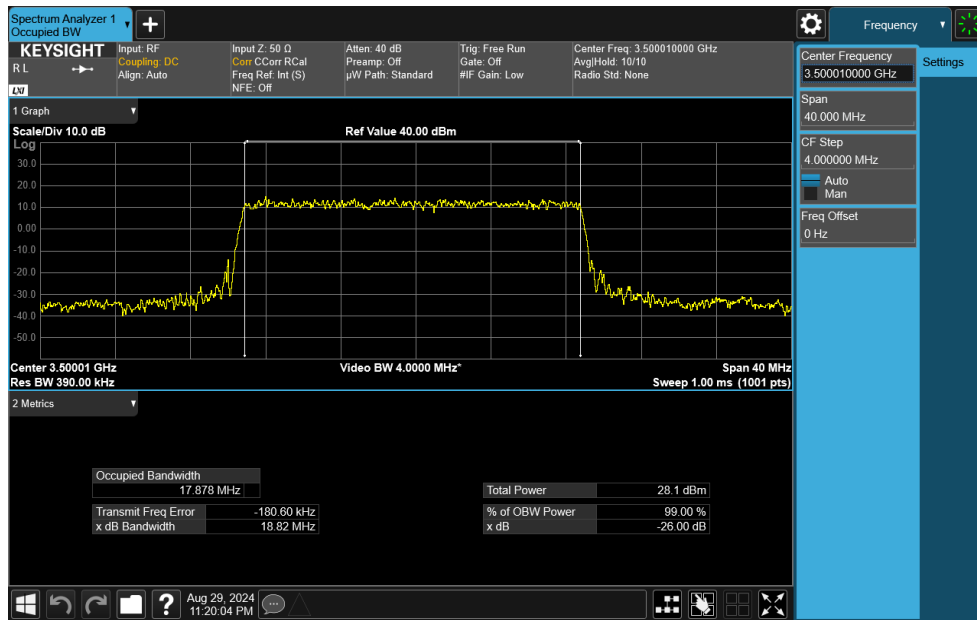 Spectrum Analyzer 1
Occupied BW
Frequency
KEYSIGHT
R L
LXI
Input: RF
Coupling: DC
Align: Auto
Input Z: 50 Ω
Corr CCorr RCal
Freq Ref: Int (S)
NFE: Off
Atten: 40 dB
Preamp: Off
µW Path: Standard
Trig: Free Run
Gate: Off
#IF Gain: Low
Center Freq: 3.500010000 GHz
Avg|Hold: 10/10
Radio Std: None
Center Frequency
3.500010000 GHz
Settings
Span
40.000 MHz
CF Step
4.000000 MHz
Auto
Man
Freq Offset
0 Hz
1 Graph
Scale/Div 10.0 dB
Ref Value 40.00 dBm
Log
30.0
20.0
10.0
0.00
-10.0
-20.0
-30.0
-40.0
-50.0
Center 3.50001 GHz
Video BW 4.0000 MHz*
Span 40 MHz
Res BW 390.00 kHz
Sweep 1.00 ms (1001 pts)
2 Metrics
Occupied Bandwidth
17.878 MHz
Total Power 28.1 dBm
Transmit Freq Error -180.60 kHz
% of OBW Power 99.00 %
x dB Bandwidth 18.82 MHz
x dB -26.00 dB
?
Aug 29, 2024
11:20:04 PM